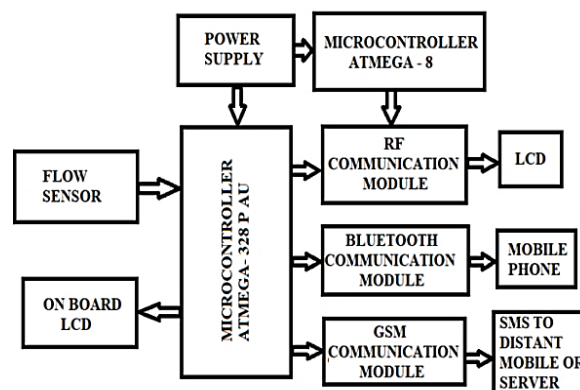 POWER
SUPPLY
MICROCONTROLLER
ATMEGA - 8
FLOW
SENSOR
MICROCONTROLLER
ATMEGA- 328 P AU
RF
COMMUNICATION
MODULE
LCD
BLUETOOTH
COMMUNICATION
MODULE
MOBILE
PHONE
ON BOARD
LCD
GSM
COMMUNICATION
MODULE
SMS TO
DISTANT
MOBILE OR
SERVER